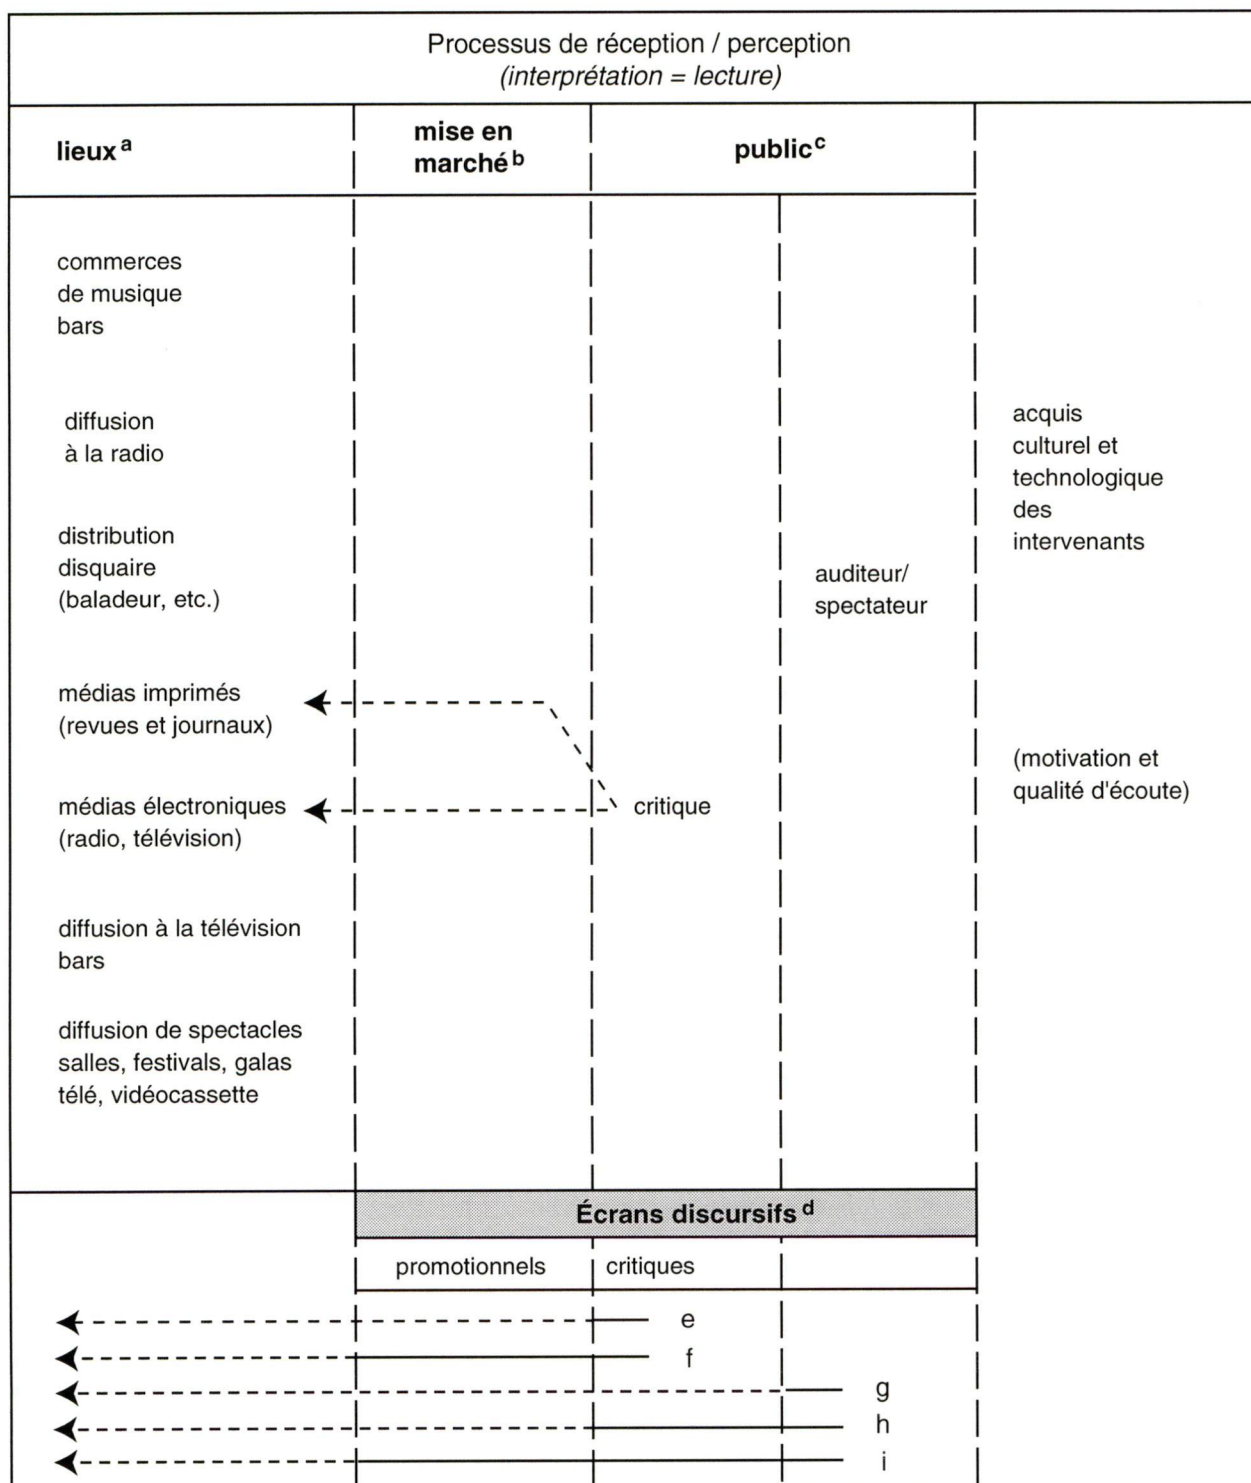 Processus de réception / perception
(interprétation = lecture)
lieux a
mise en
marché b
public c
commerces
de musique
bars
diffusion
à la radio
distribution
disquaire
(baladeur, etc.)
médias imprimés
(revues et journaux)
médias électroniques
(radio, télévision)
diffusion à la télévision
bars
diffusion de spectacles
salles, festivals, galas
télé, vidéocassette
critique
auditeur/
spectateur
acquis
culturel et
technologique
des
intervenants
(motivation et
qualité d'écoute)
Écrans discursifs d
promotionnels
critiques
e
f
g
h
i